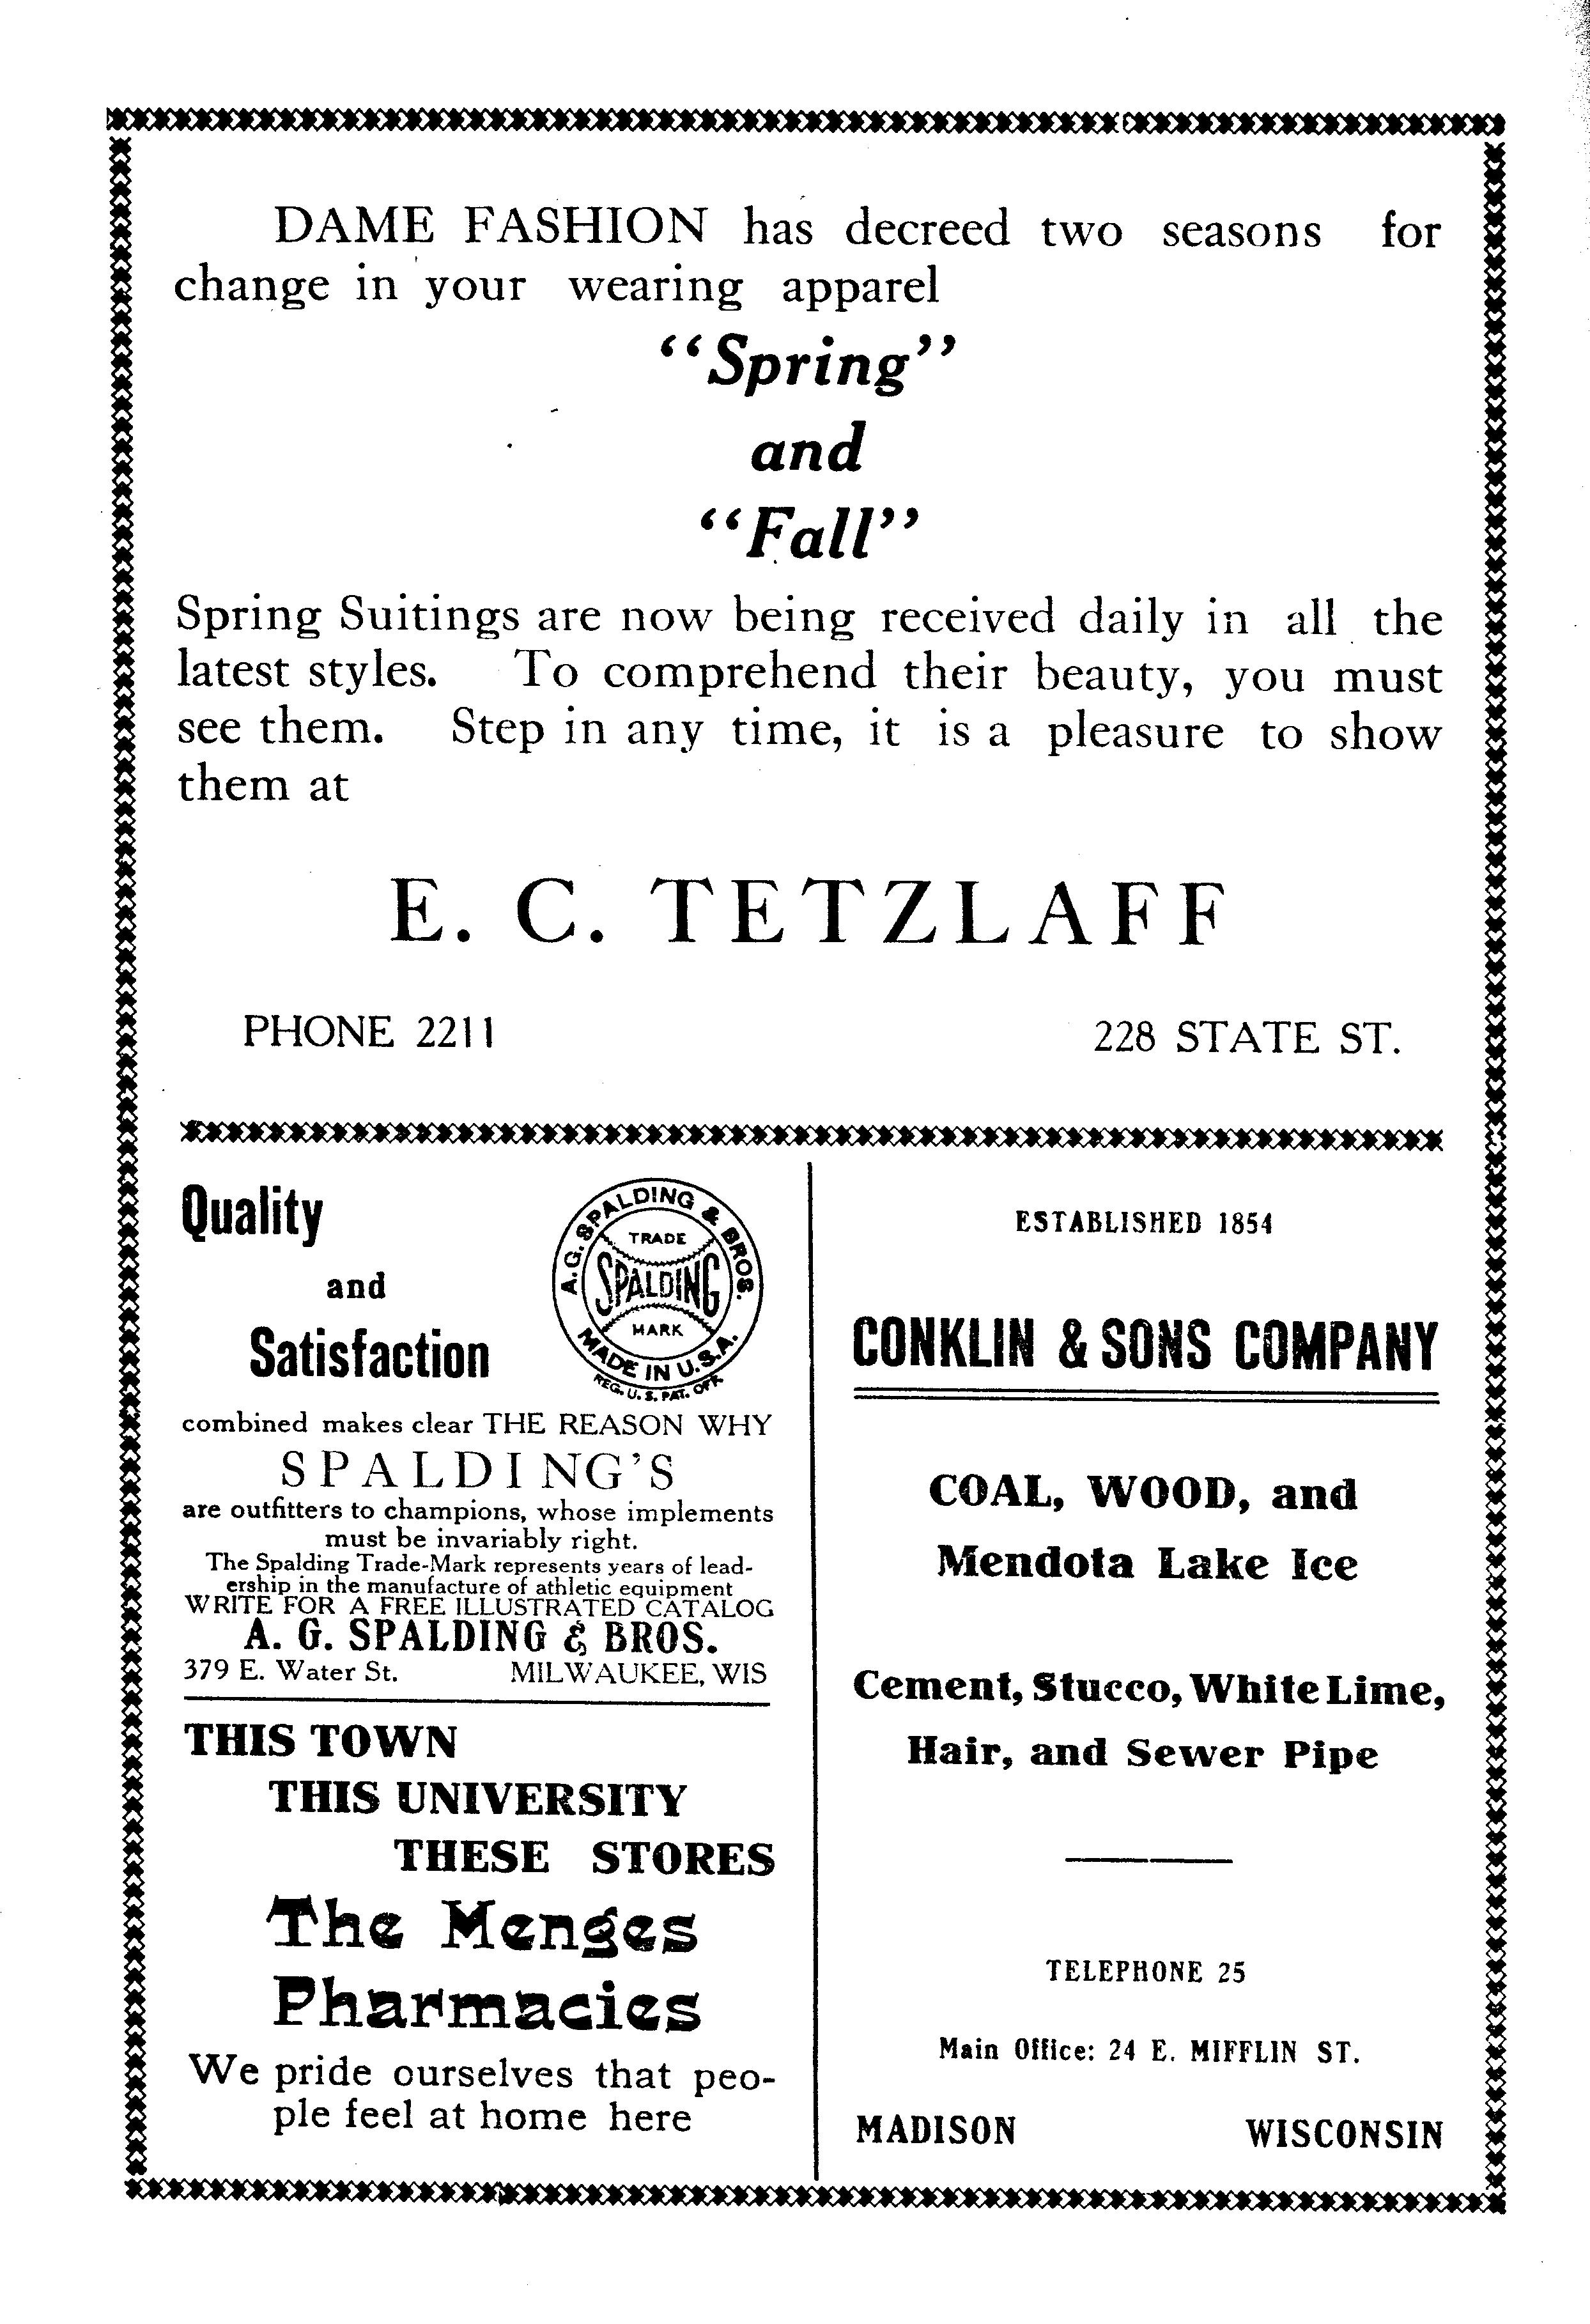 DAME FASHION has decreed two seasons for
change in your wearing apparel
“Spring”
and
“Fall”
Spring Suitings are now being received daily in all the
latest styles. To comprehend their beauty, you must
see them. Step in any time, it is a pleasure to show
them at
E. C. TETZLAFF
PHONE 2211 228 STATE ST.
Quality
and
Satisfaction
A. G. SPALDING & BROS.
TRADE
SPALDING
MARK
MADE IN U.S.A.
REG. U. S. PAT. OFF.
combined makes clear THE REASON WHY
SPALDING’S
are outfitters to champions, whose implements
must be invariably right.
The Spalding Trade-Mark represents years of lead-
ership in the manufacture of athletic equipment
WRITE FOR A FREE ILLUSTRATED CATALOG
A. G. SPALDING & BROS.
379 E. Water St. MILWAUKEE, WIS
THIS TOWN
THIS UNIVERSITY
THESE STORES
The Menges
Pharmacies
We pride ourselves that peo-
ple feel at home here
ESTABLISHED 1854
CONKLIN & SONS COMPANY
COAL, WOOD, and
Mendota Lake Ice
Cement, Stucco, White Lime,
Hair, and Sewer Pipe
TELEPHONE 25
Main Office: 24 E. MIFFLIN ST.
MADISON WISCONSIN